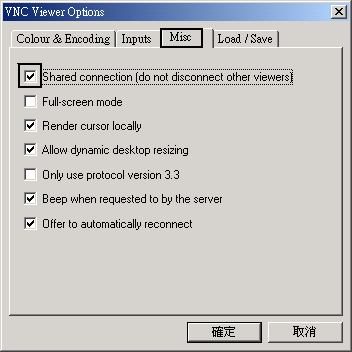 VNC Viewer Options
Colour & Encoding Inputs Misc Load / Save
Shared connection (do not disconnect other viewers)
Full-screen mode
Render cursor locally
Allow dynamic desktop resizing
Only use protocol version 3.3
Beep when requested to by the server
Offer to automatically reconnect
確定 取消